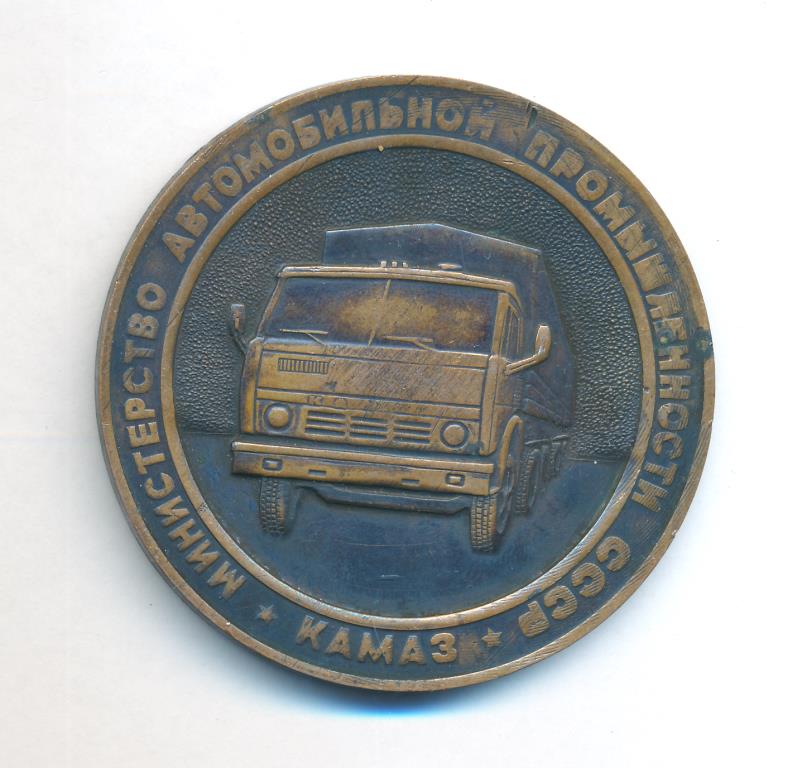 МИНИСТЕРСТВО АВТОМОБИЛЬНОЙ ПРОМЫШЛЕННОСТИ СССР
★ КАМАЗ ★